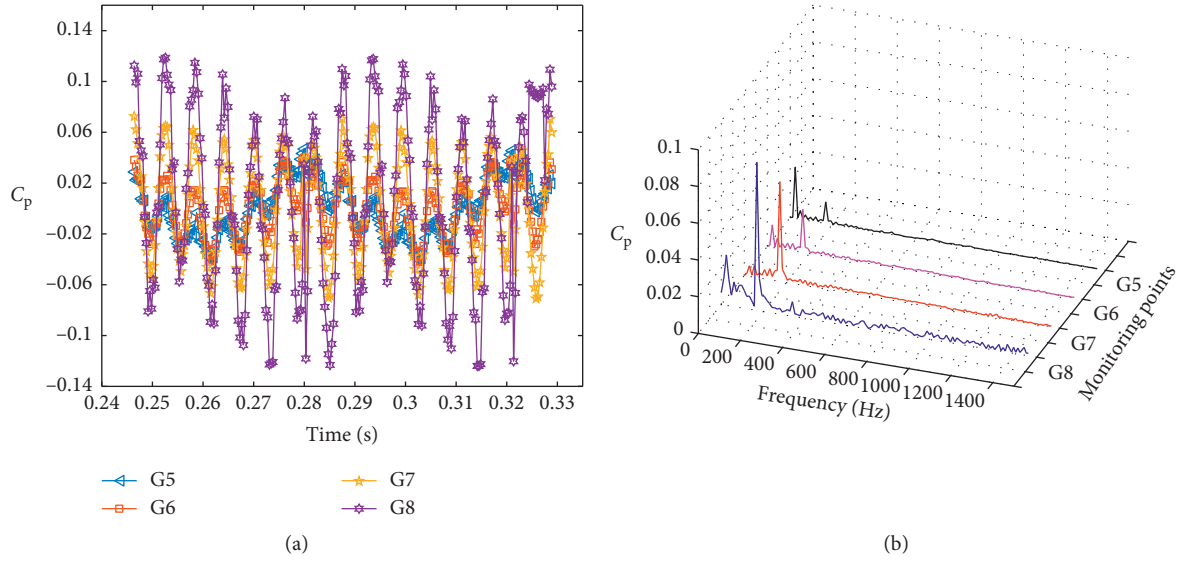 0.14
0.1
0.06
0.02
−0.02
−0.06
−0.1
−0.14
Cp
0.24 0.25 0.26 0.27 0.28 0.29 0.3 0.31 0.32 0.33
Time (s)
G5 G7
G6 G8
(a)
0.1
0.08
0.06
0.04
0.02
0
Cp
0 200 400 600 800 1000 1200 1400
Frequency (Hz)
G5
G6
G7
G8
Monitoring points
(b)